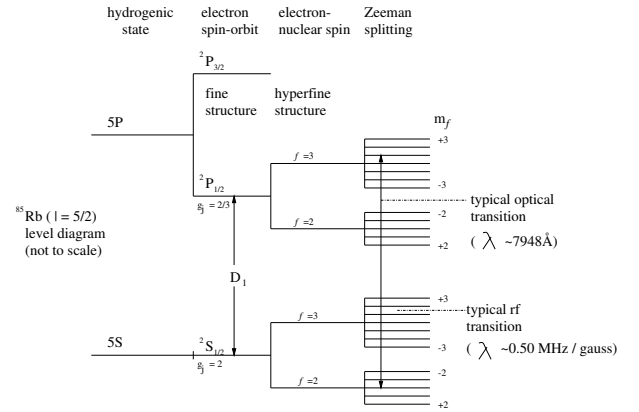 hydrogenic state
electron spin-orbit
electron-nuclear spin
Zeeman splitting
²P₃/₂
fine structure
hyperfine structure
5P
m_f
+3
f =3
-3
²P₁/₂
g_j = 2/3
-2
f =2
+2
typical optical transition
( λ ~7948Å)
⁸⁵Rb ( I = 5/2)
level diagram
(not to scale)
D₁
+3
f =3
-3
typical rf transition
( λ ~0.50 MHz / gauss)
5S
²S₁/₂
g_j = 2
-2
f =2
+2